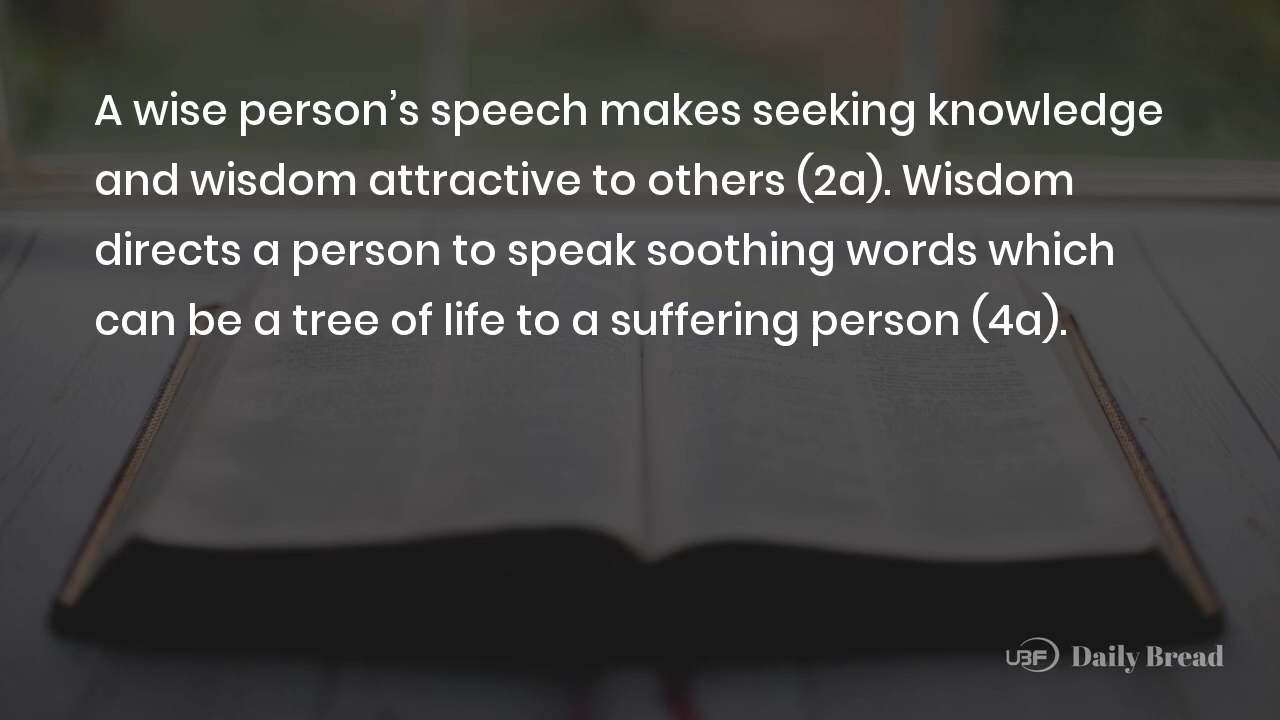 A wise person’s speech makes seeking knowledge
and wisdom attractive to others (2a). Wisdom
directs a person to speak soothing words which
can be a tree of life to a suffering person (4a).
UBF Daily Bread